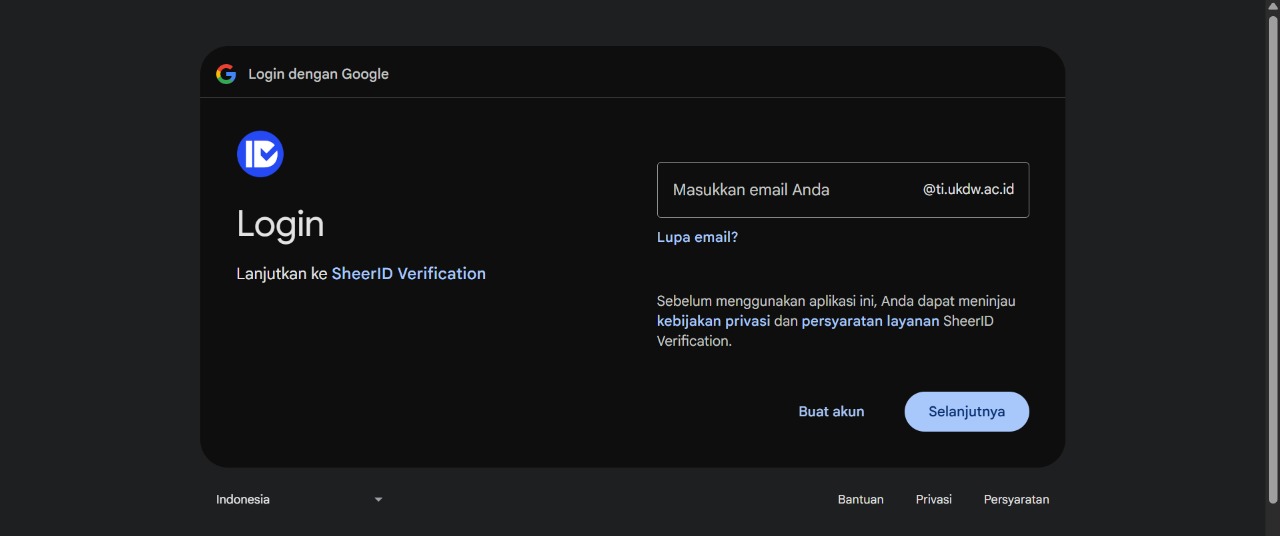 Login dengan Google
Login
Lanjutkan ke SheerID Verification
Masukkan email Anda @ti.ukdw.ac.id
Lupa email?
Sebelum menggunakan aplikasi ini, Anda dapat meninjau
kebijakan privasi dan persyaratan layanan SheerID
Verification.
Buat akun Selanjutnya
Indonesia Bantuan Privasi Persyaratan